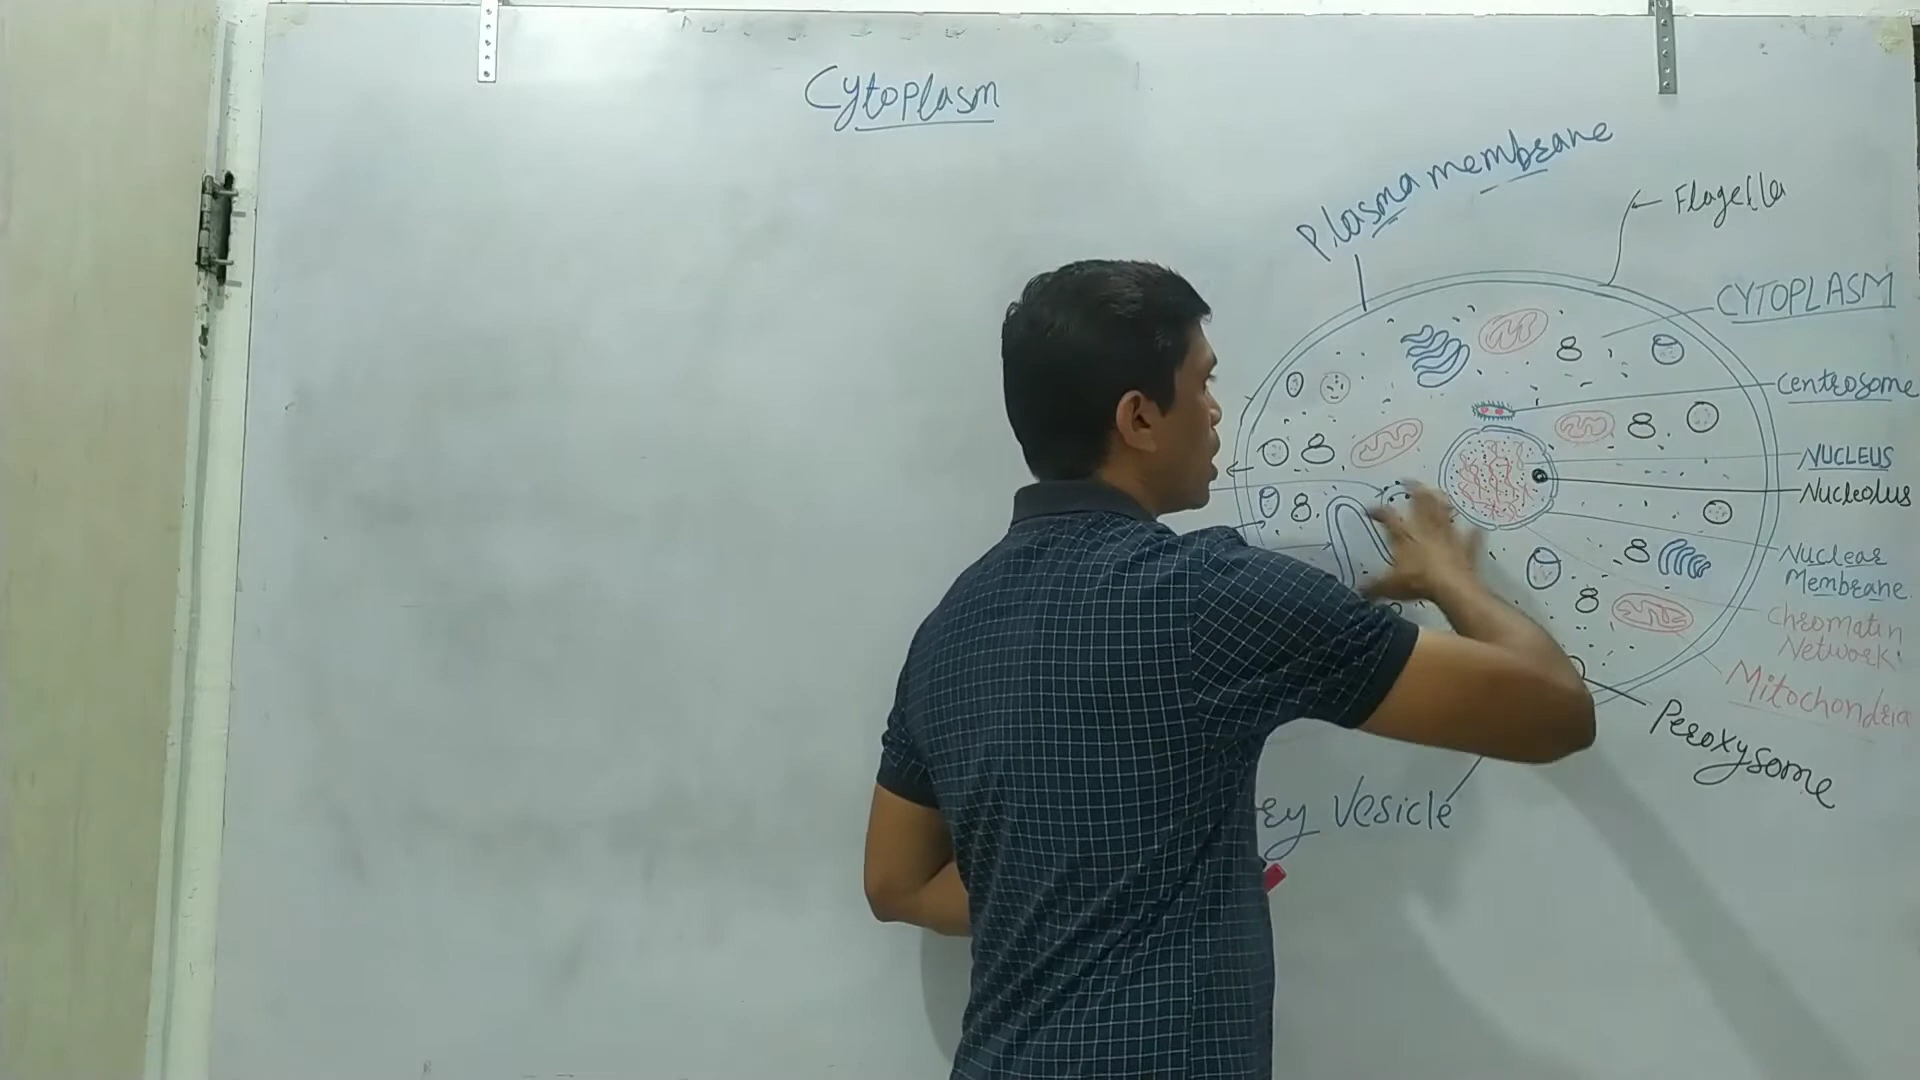 Cytoplasm
Plasma membrane
Flagella
CYTOPLASM
Centrosome
NUCLEUS
Nucleolus
Nuclear
Membrane.
Chromatin
Network
Mitochondria
Peroxysome
Vesicle